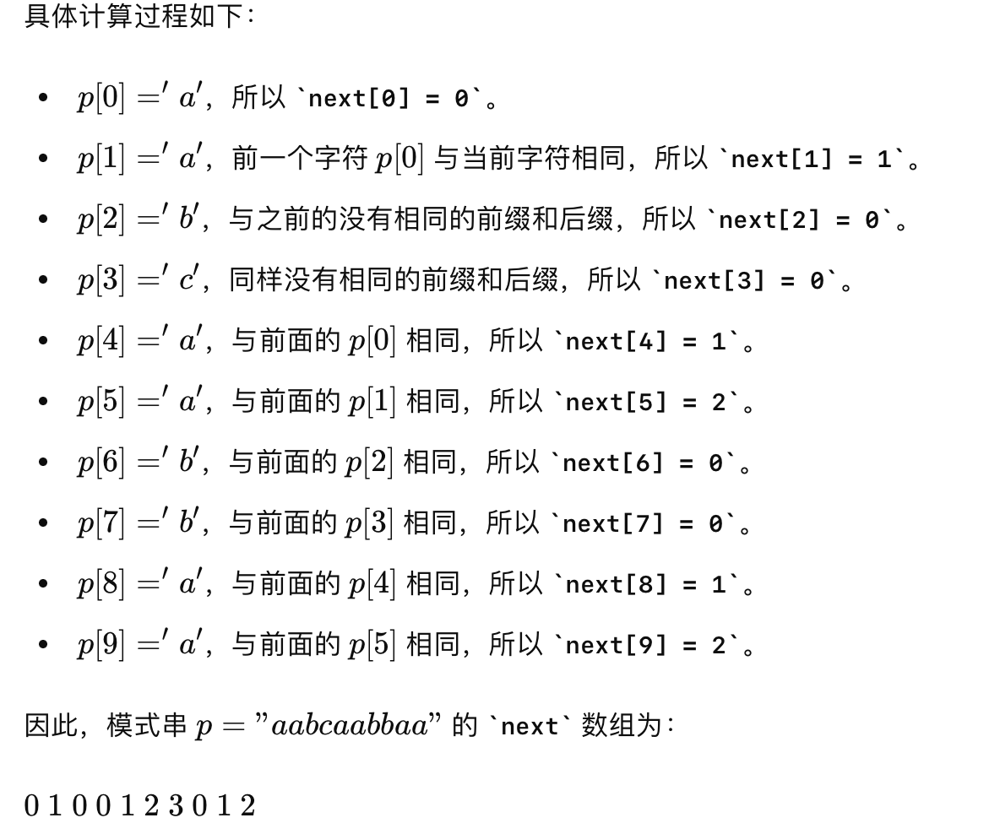 具体计算过程如下：
• p[0] =′ a′，所以 `next[0] = 0`。
• p[1] =′ a′，前一个字符 p[0] 与当前字符相同，所以 `next[1] = 1`。
• p[2] =′ b′，与之前的没有相同的前缀和后缀，所以 `next[2] = 0`。
• p[3] =′ c′，同样没有相同的前缀和后缀，所以 `next[3] = 0`。
• p[4] =′ a′，与前面的 p[0] 相同，所以 `next[4] = 1`。
• p[5] =′ a′，与前面的 p[1] 相同，所以 `next[5] = 2`。
• p[6] =′ b′，与前面的 p[2] 相同，所以 `next[6] = 0`。
• p[7] =′ b′，与前面的 p[3] 相同，所以 `next[7] = 0`。
• p[8] =′ a′，与前面的 p[4] 相同，所以 `next[8] = 1`。
• p[9] =′ a′，与前面的 p[5] 相同，所以 `next[9] = 2`。
因此，模式串 p = ”aabcaabbaa” 的 `next` 数组为：
0 1 0 0 1 2 3 0 1 2